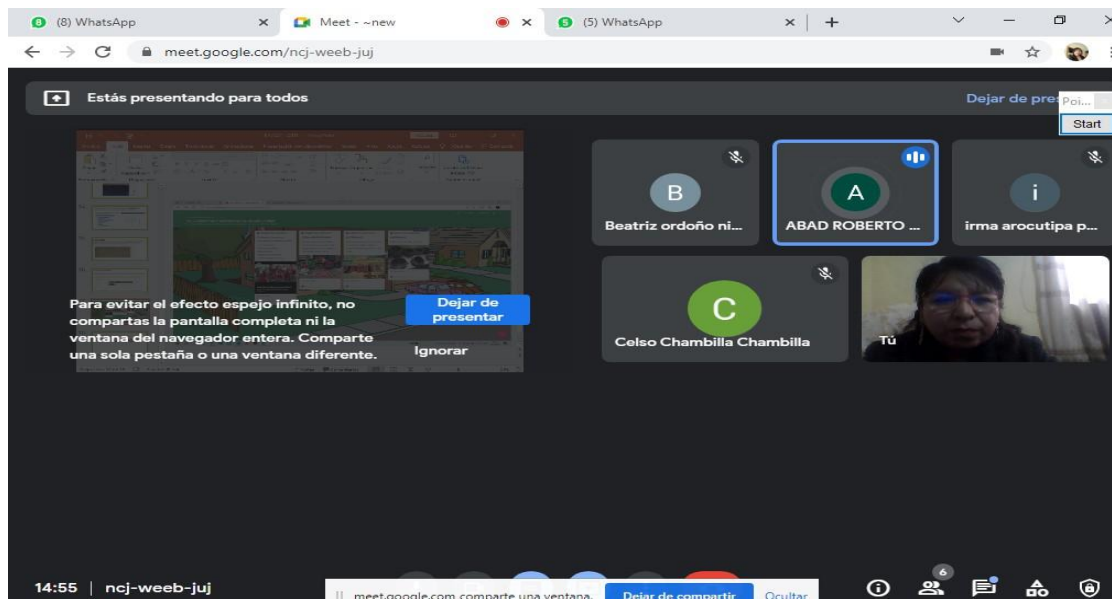 (8) WhatsApp
Meet - ~new
(5) WhatsApp
meet.google.com/ncj-weeb-juj
Estás presentando para todos
Dejar de pre
Poi...
Start
B
Beatriz ordoño ni...
A
ABAD ROBERTO ...
i
irma arocutipa p...
Para evitar el efecto espejo infinito, no
compartas la pantalla completa ni la
ventana del navegador entera. Comparte
una sola pestaña o una ventana diferente.
Dejar de
presentar
Ignorar
C
Celso Chambilla Chambilla
Tú
14:55 | ncj-weeb-juj
meet.google.com comparte una ventana.
Dejar de compartir
Ocultar
6